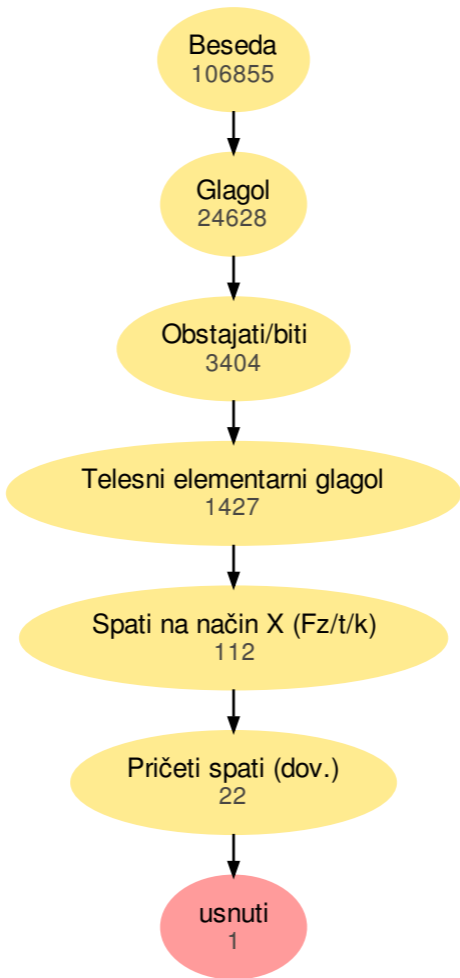 Beseda
106855
Glagol
24628
Obstajati/biti
3404
Telesni elementarni glagol
1427
Spati na način X (Fz/t/k)
112
Pričeti spati (dov.)
22
usnuti
1